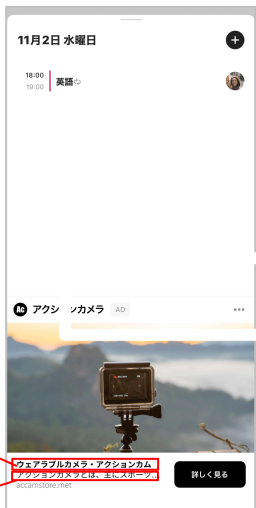 11月2日 水曜日
18:00
19:00
英語
Ac アクシ ンカメラ AD
ウェアラブルカメラ・アクションカム
アクションカメラとは、主にスポーツ...
accamstore.net
詳しく見る